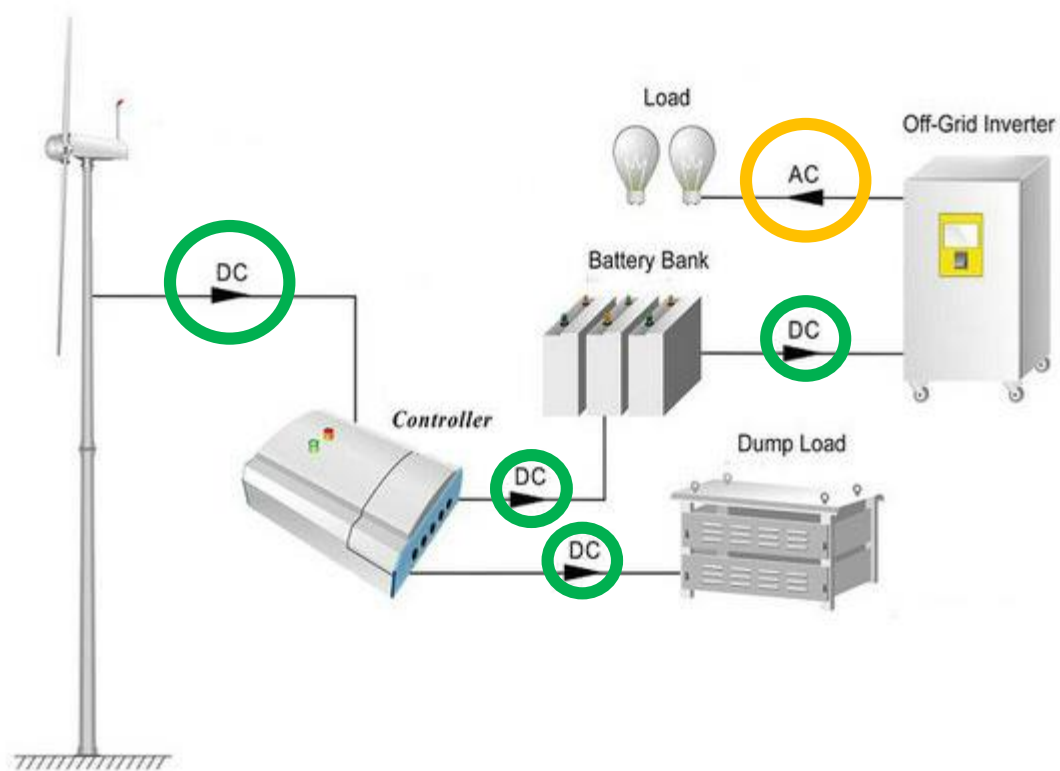 Load
Off-Grid Inverter
AC
DC
Battery Bank
DC
Controller
Dump Load
DC
DC